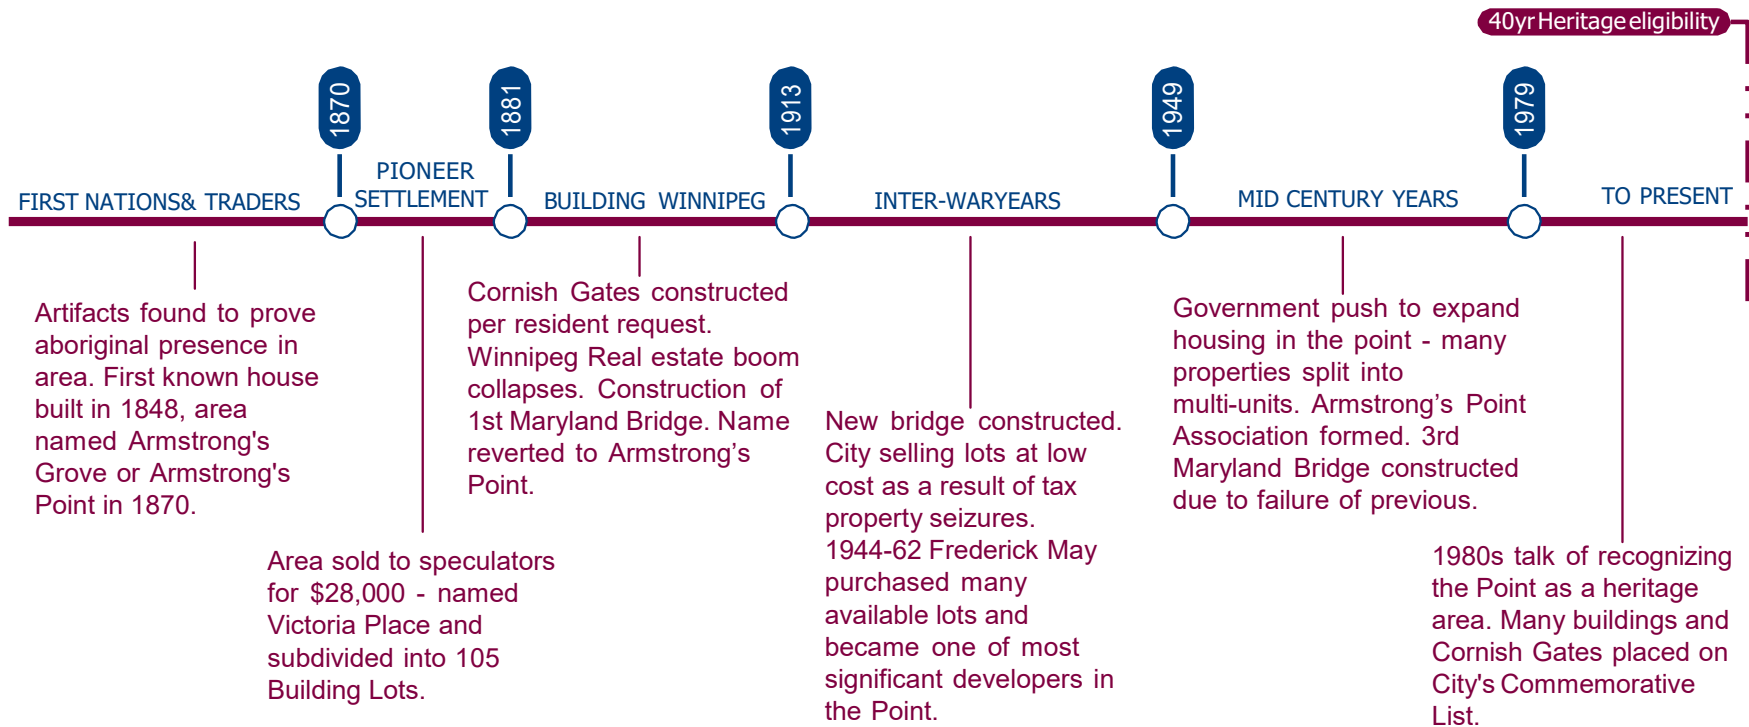 40yr Heritage eligibility
1870
1881
1913
1949
1979
FIRST NATIONS& TRADERS
PIONEER
SETTLEMENT
BUILDING WINNIPEG
INTER-WARYEARS
MID CENTURY YEARS
TO PRESENT
Artifacts found to prove
aboriginal presence in
area. First known house
built in 1848, area
named Armstrong's
Grove or Armstrong's
Point in 1870.
Area sold to speculators
for $28,000 - named
Victoria Place and
subdivided into 105
Building Lots.
Cornish Gates constructed
per resident request.
Winnipeg Real estate boom
collapses. Construction of
1st Maryland Bridge. Name
reverted to Armstrong’s
Point.
New bridge constructed.
City selling lots at low
cost as a result of tax
property seizures.
1944-62 Frederick May
purchased many
available lots and
became one of most
significant developers in
the Point.
Government push to expand
housing in the point - many
properties split into
multi-units. Armstrong’s Point
Association formed. 3rd
Maryland Bridge constructed
due to failure of previous.
1980s talk of recognizing
the Point as a heritage
area. Many buildings and
Cornish Gates placed on
City's Commemorative
List.